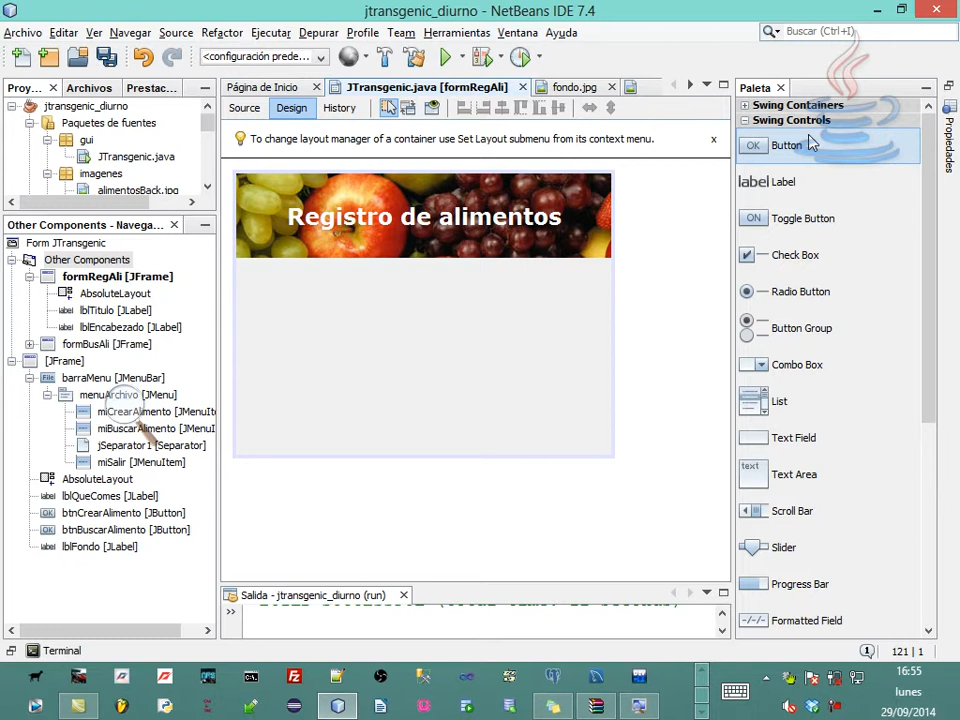 jtransgenic_diurno - NetBeans IDE 7.4
Archivo Editar Ver Navegar Source Refactor Ejecutar Depurar Profile Team Herramientas Ventana Ayuda
Buscar (Ctrl+I)
<configuración prede...
Proy... Archivos Prestac...
jtransgenic_diurno
Paquetes de fuentes
gui
JTransgenic.java
imagenes
alimentosBack.jpg
Other Components - Navega...
Form JTransgenic
Other Components
formRegAli [JFrame]
AbsoluteLayout
lblTitulo [JLabel]
lblEncabezado [JLabel]
formBusAli [JFrame]
[JFrame]
barraMenu [JMenuBar]
menuArchivo [JMenu]
miCrearAlimento [JMenuIte
miBuscarAlimento [JMenuI
jSeparator1 [Separator]
miSalir [JMenuItem]
AbsoluteLayout
lblQueComes [JLabel]
btnCrearAlimento [JButton]
btnBuscarAlimento [JButton]
lblFondo [JLabel]
Página de Inicio JTransgenic.java [formRegAli] fondo.jpg
Source Design History
To change layout manager of a container use Set Layout submenu from its context menu. x
Registro de alimentos
Salida - jtransgenic_diurno (run)
Paleta
Swing Containers
Swing Controls
OK Button
label Label
ON Toggle Button
Check Box
Radio Button
Button Group
Combo Box
List
Text Field
text Text Area
Scroll Bar
Slider
Progress Bar
-/-/- Formatted Field
Propiedades
Terminal
1 121 | 1
16:55
lunes
29/09/2014